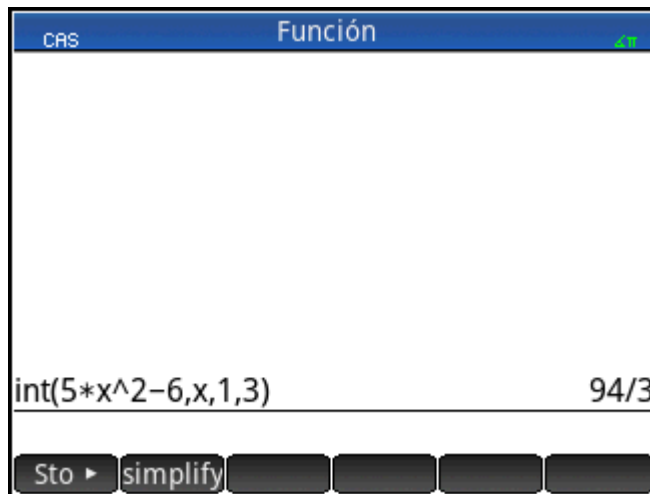 CAS Función ∡π
int(5*x^2−6,x,1,3) 94/3
Sto ▸ simplify